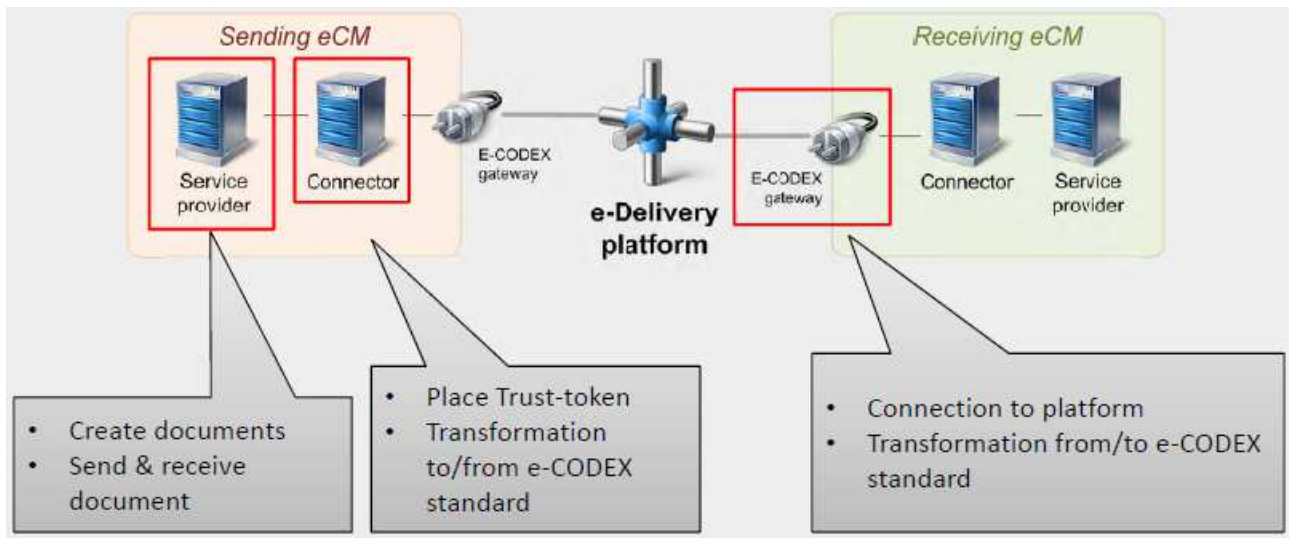 Sending eCM
Receiving eCM
Service
provider
Connector
E-CODEX
gateway
e-Delivery
platform
E-CODEX
gateway
Connector
Service
provider
• Create documents
• Send & receive
document
• Place Trust-token
• Transformation
to/from e-CODEX
standard
• Connection to platform
• Transformation from/to e-CODEX
standard